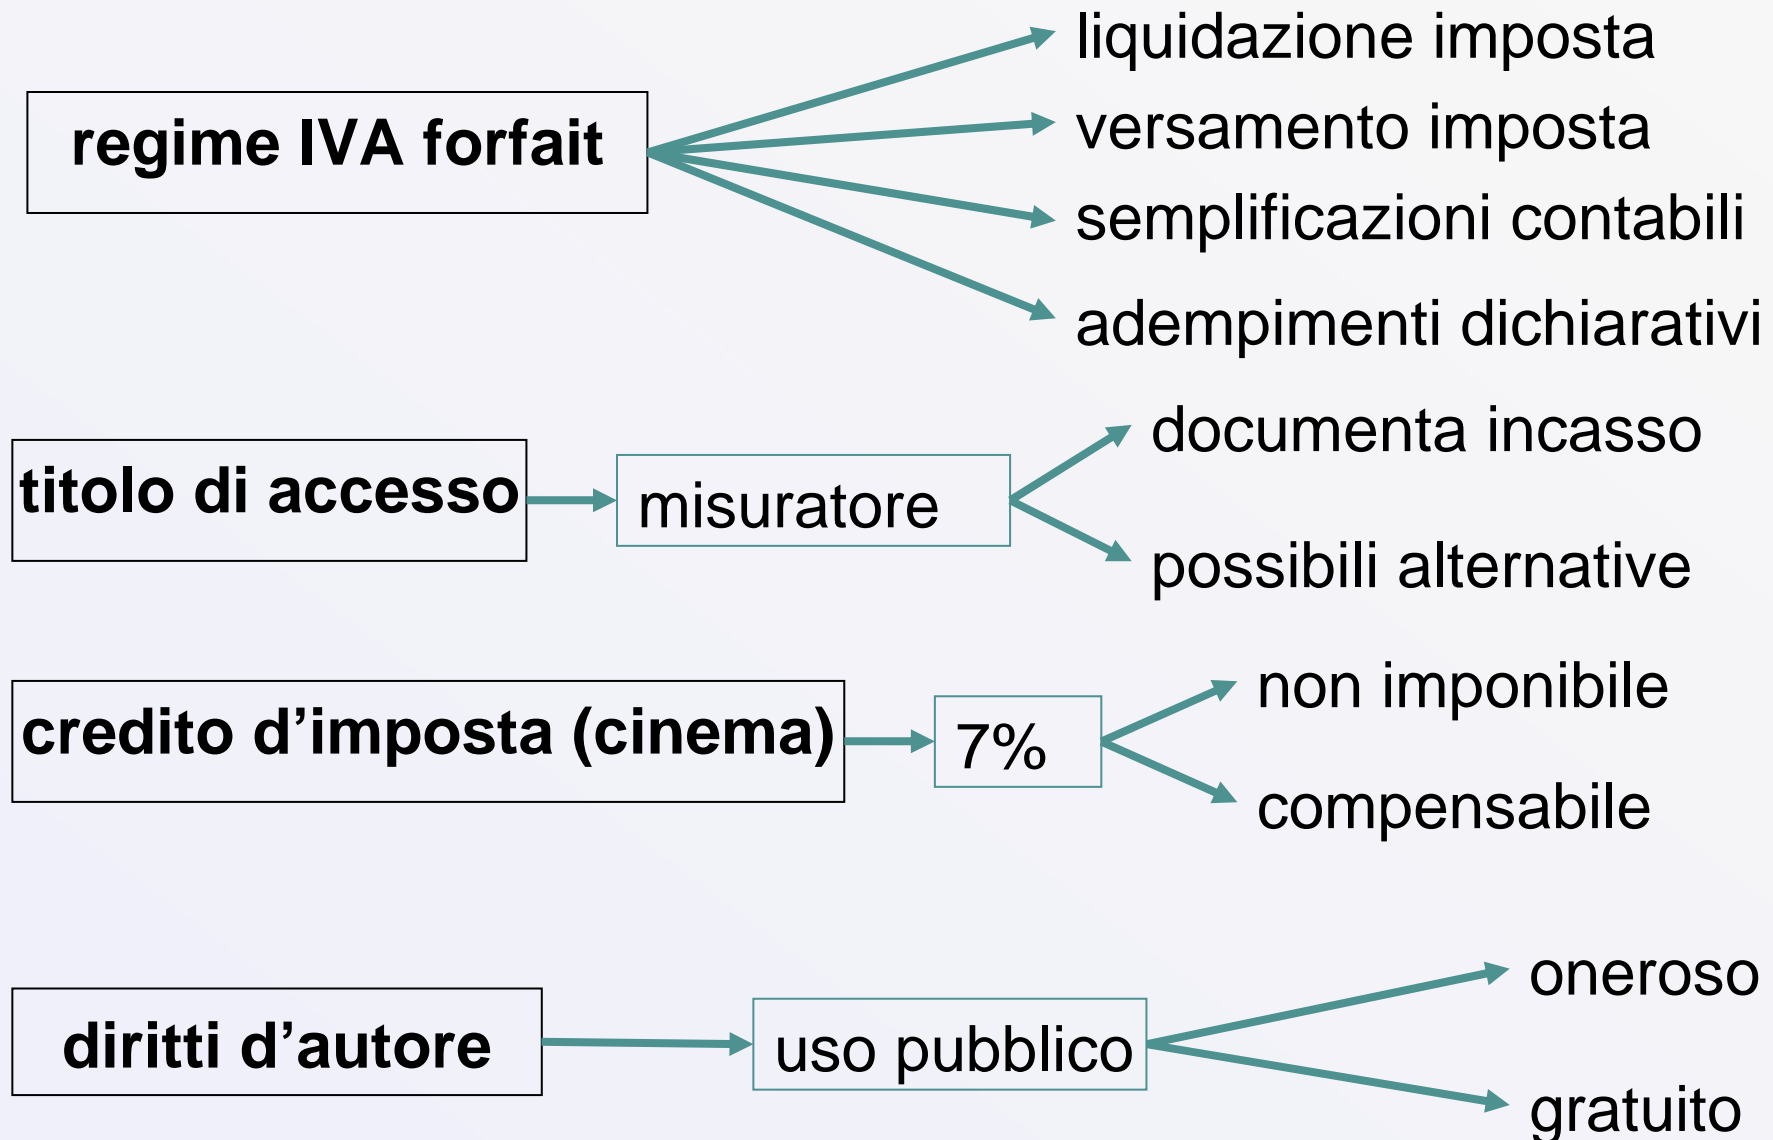 liquidazione imposta
regime IVA forfait
versamento imposta
semplificazioni contabili
adempimenti dichiarativi
titolo di accesso
misuratore
documenta incasso
possibili alternative
credito d’imposta (cinema)
7%
non imponibile
compensabile
diritti d’autore
uso pubblico
oneroso
gratuito